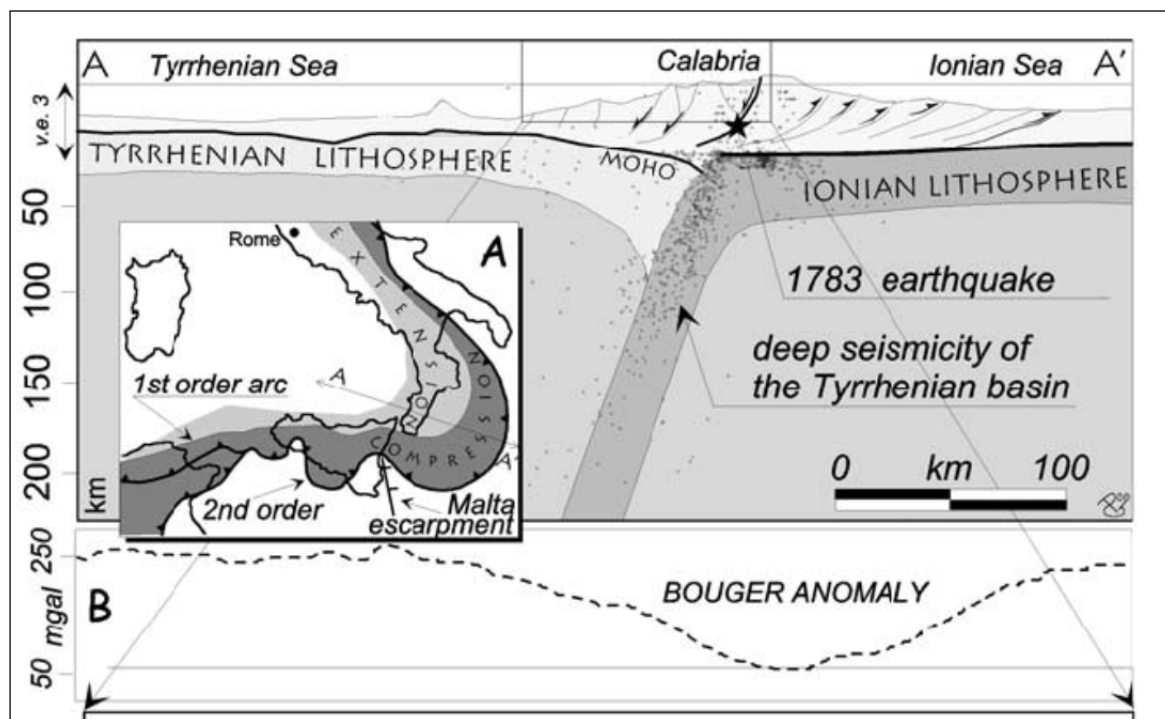 A Tyrrhenian Sea Calabria Ionian Sea A'
v.e. 3
TYRRHENIAN LITHOSPHERE MOHO IONIAN LITHOSPHERE
50
100
150
200
km
1783 earthquake
deep seismicity of
the Tyrrhenian basin
0 km 100
Rome
A
EXTENSION
COMPRESSION
1st order arc
A
A'
2nd order
Malta
escarpment
250
mgal
50
B
BOUGER ANOMALY